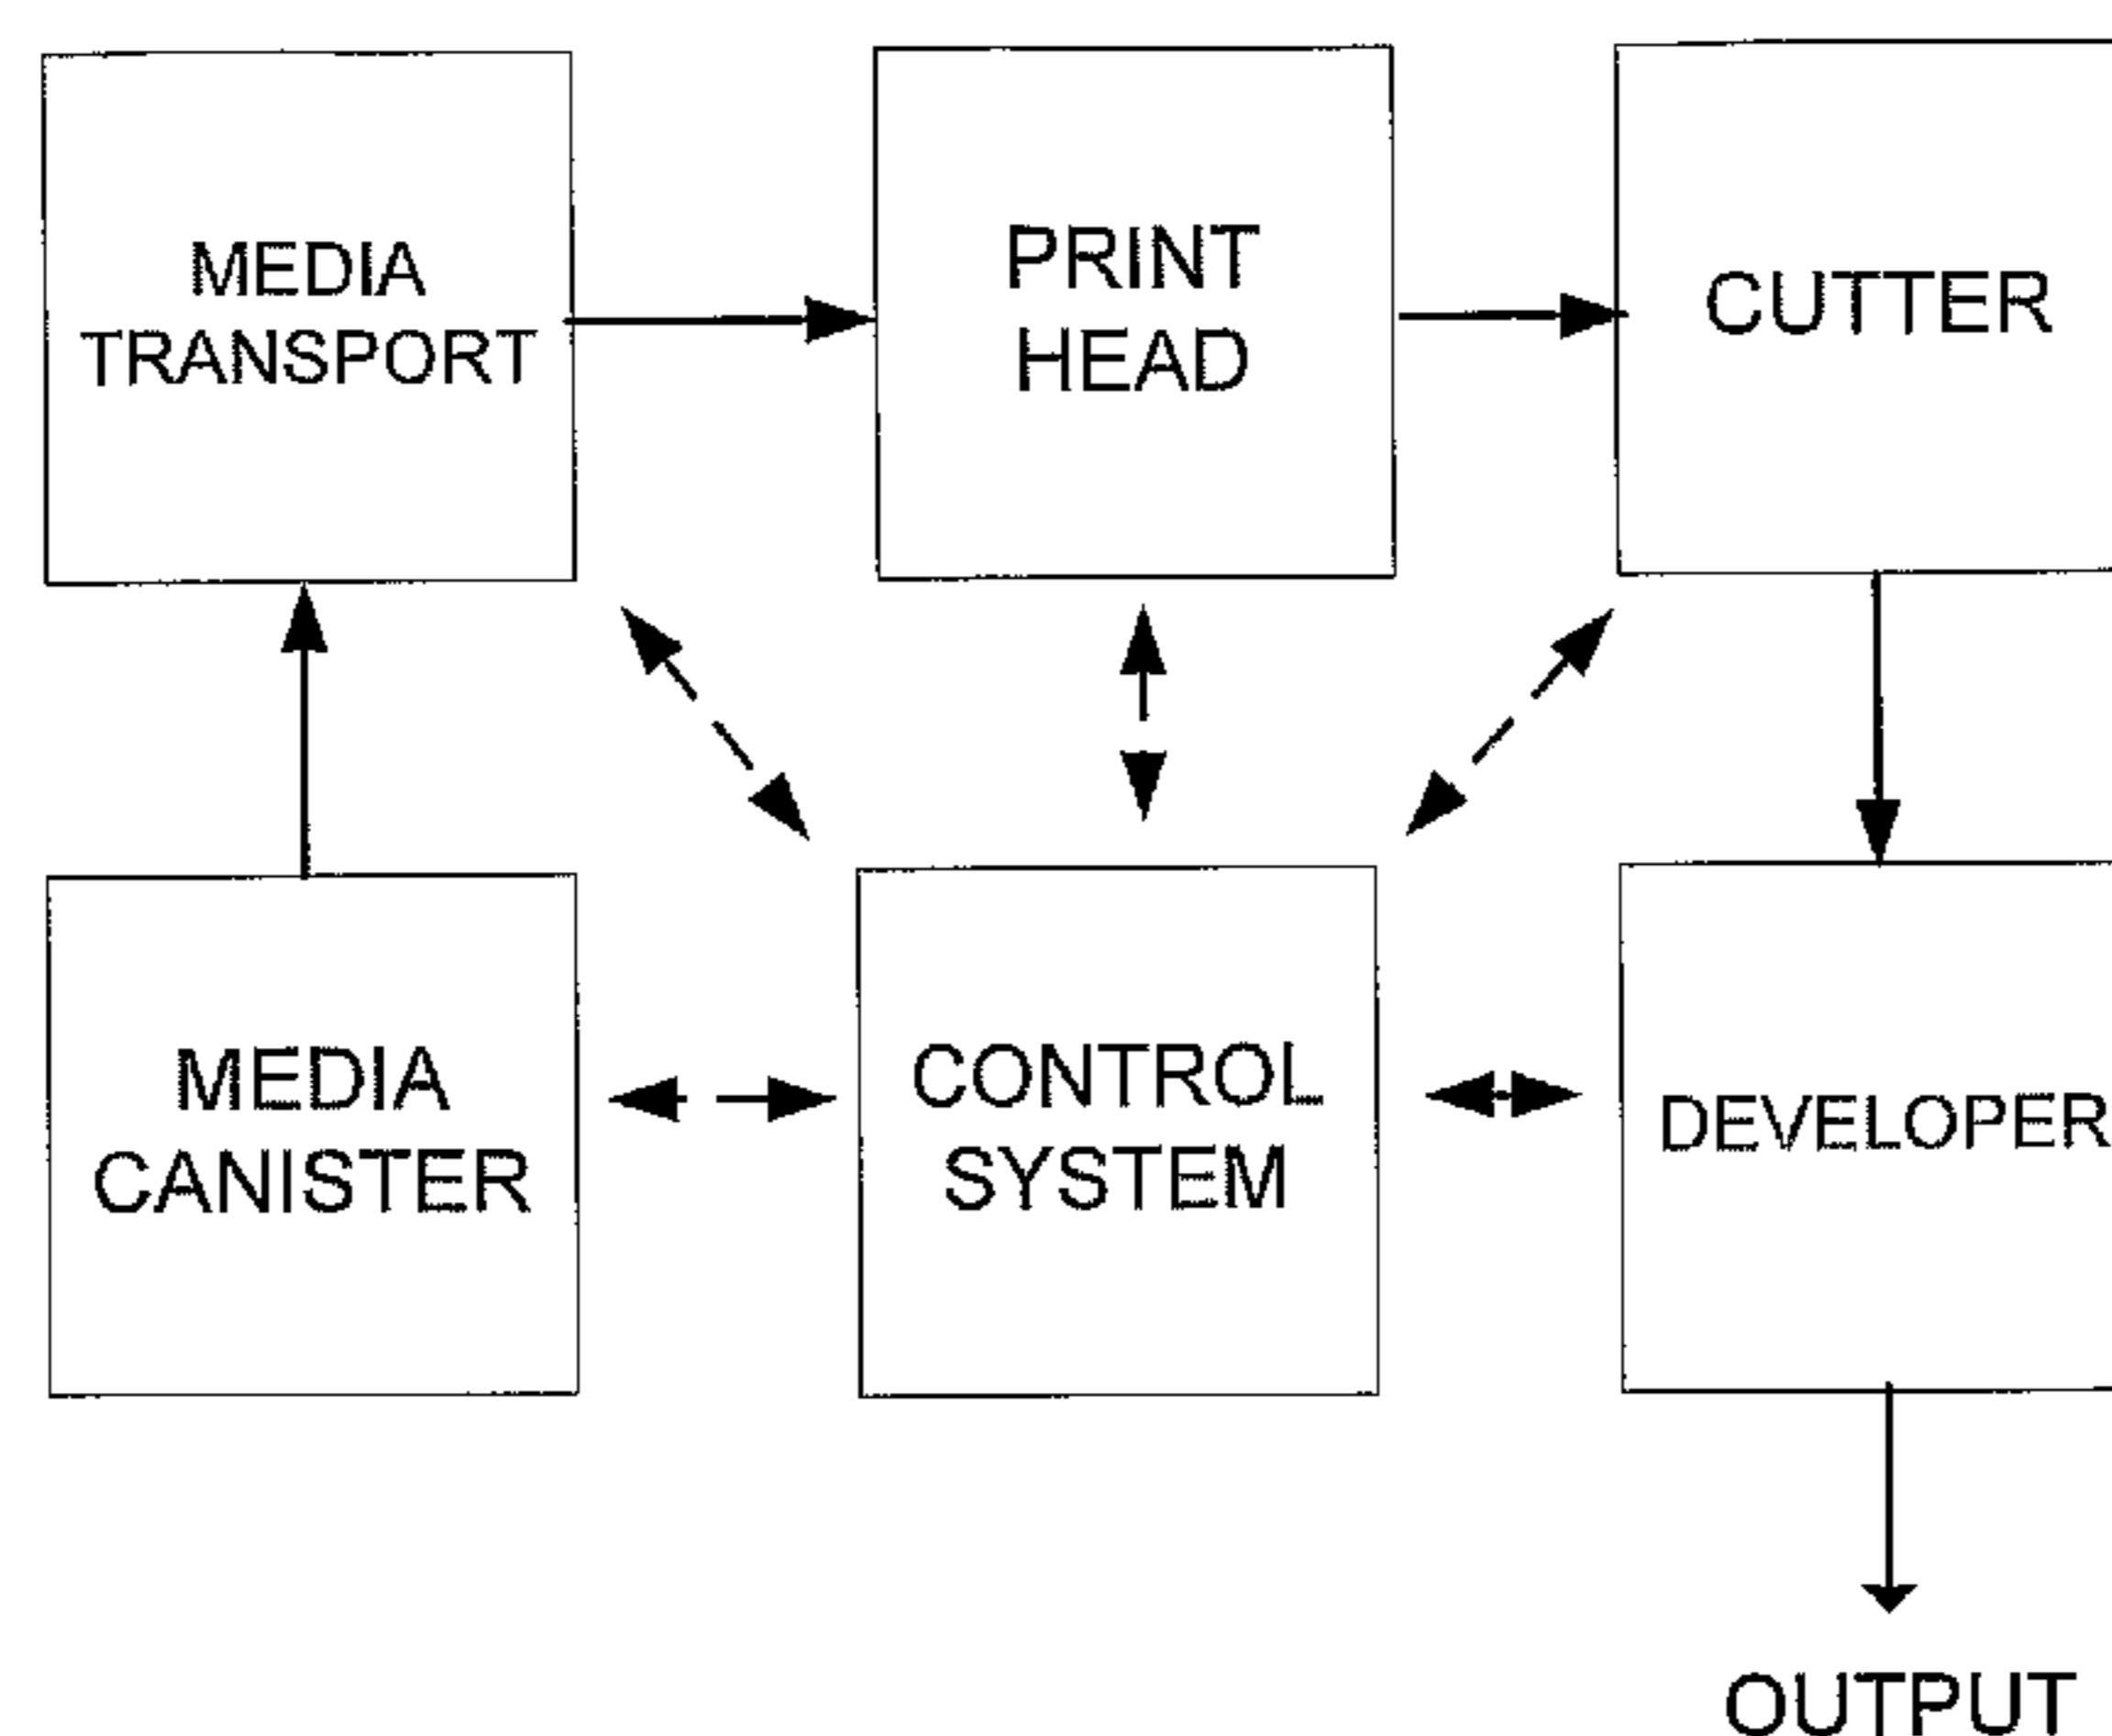 MEDIA
TRANSPORT
PRINT
HEAD
CUTTER
MEDIA
CANISTER
CONTROL
SYSTEM
DEVELOPER
OUTPUT